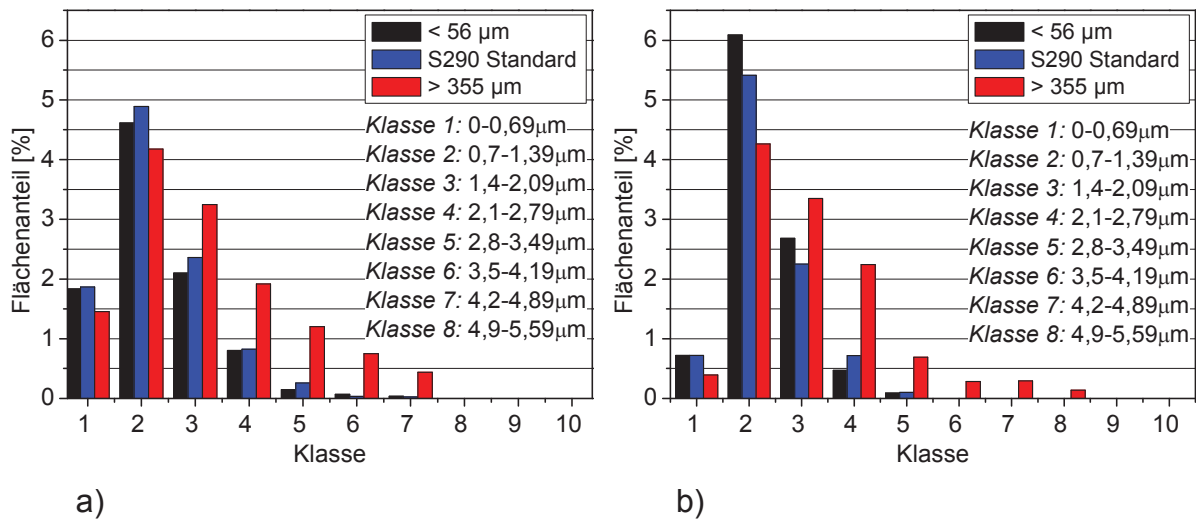 6
5
4
3
2
1
0
Flächenanteil [%]
< 56 µm
S290 Standard
> 355 µm
Klasse 1: 0-0,69µm
Klasse 2: 0,7-1,39µm
Klasse 3: 1,4-2,09µm
Klasse 4: 2,1-2,79µm
Klasse 5: 2,8-3,49µm
Klasse 6: 3,5-4,19µm
Klasse 7: 4,2-4,89µm
Klasse 8: 4,9-5,59µm
1 2 3 4 5 6 7 8 9 10
Klasse
a)
6
5
4
3
2
1
0
Flächenanteil [%]
< 56 µm
S290 Standard
> 355 µm
Klasse 1: 0-0,69µm
Klasse 2: 0,7-1,39µm
Klasse 3: 1,4-2,09µm
Klasse 4: 2,1-2,79µm
Klasse 5: 2,8-3,49µm
Klasse 6: 3,5-4,19µm
Klasse 7: 4,2-4,89µm
Klasse 8: 4,9-5,59µm
1 2 3 4 5 6 7 8 9 10
Klasse
b)